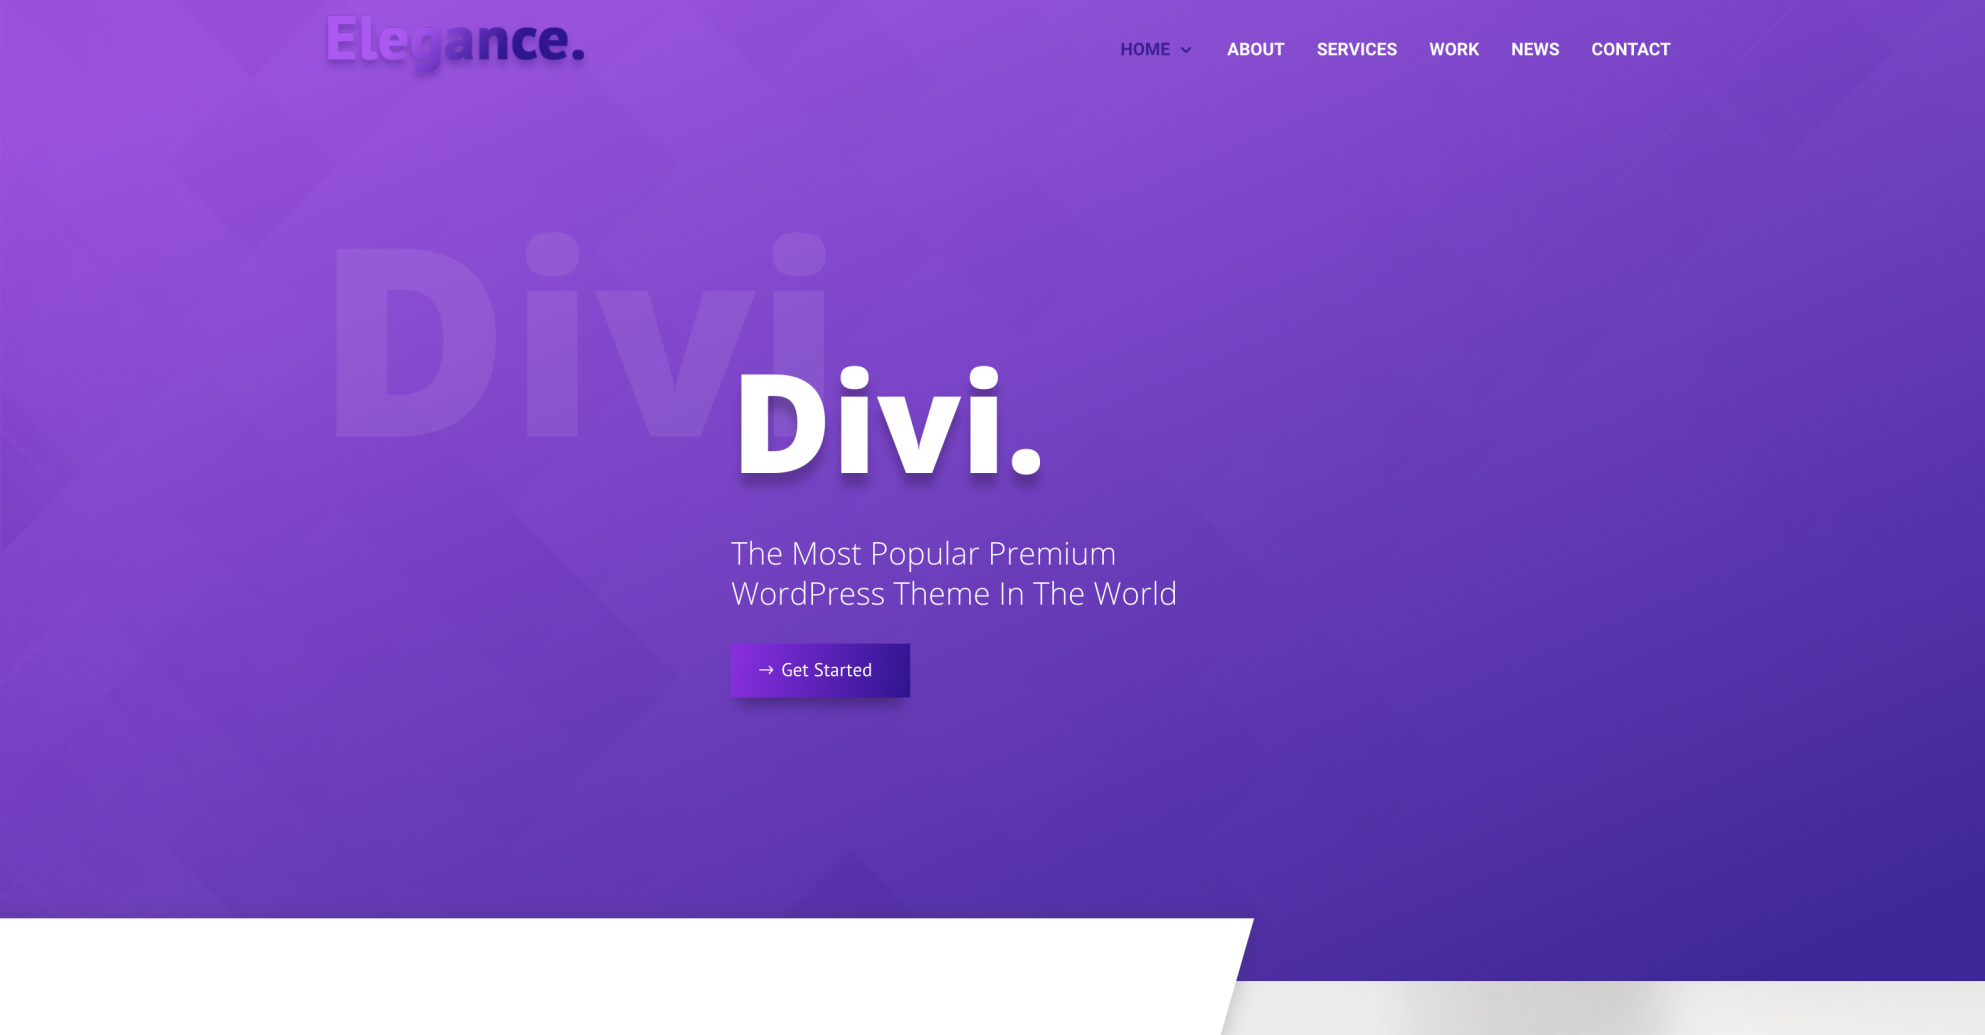 Elegance.
HOME ABOUT SERVICES WORK NEWS CONTACT
Divi
Divi.
The Most Popular Premium
WordPress Theme In The World
→ Get Started